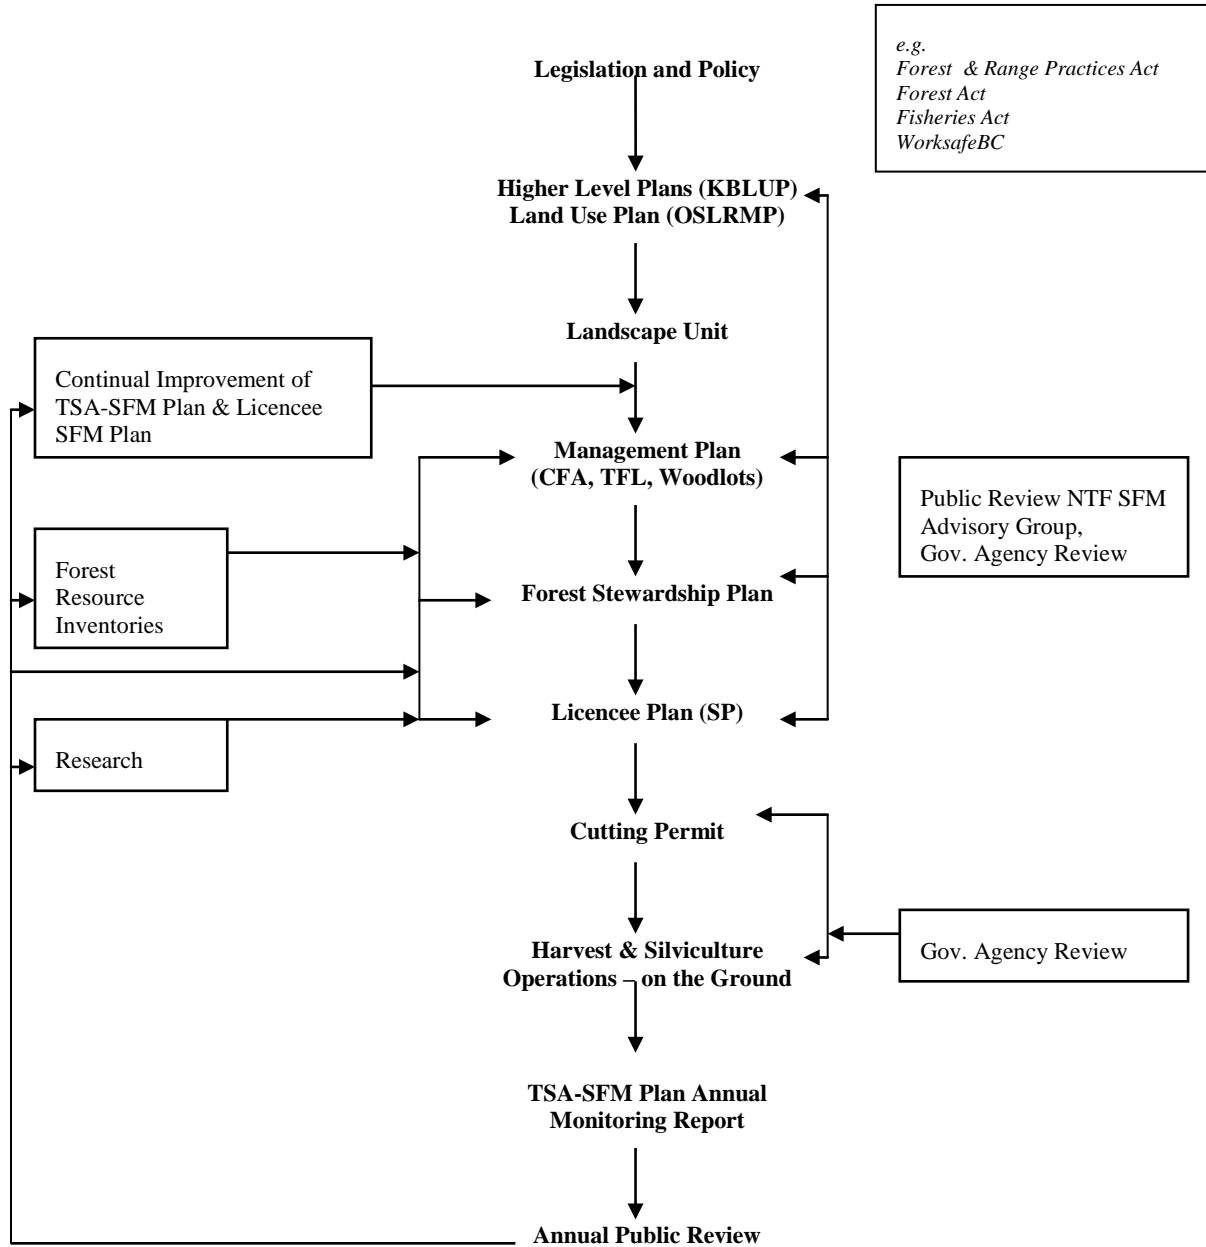 e.g.
Forest & Range Practices Act
Forest Act
Fisheries Act
WorksafeBC
Legislation and Policy
Higher Level Plans (KBLUP)
Land Use Plan (OSLRMP)
Landscape Unit
Continual Improvement of
TSA-SFM Plan & Licencee
SFM Plan
Management Plan
(CFA, TFL, Woodlots)
Public Review NTF SFM
Advisory Group,
Gov. Agency Review
Forest
Resource
Inventories
Forest Stewardship Plan
Licencee Plan (SP)
Research
Cutting Permit
Harvest & Silviculture
Operations – on the Ground
Gov. Agency Review
TSA-SFM Plan Annual
Monitoring Report
Annual Public Review